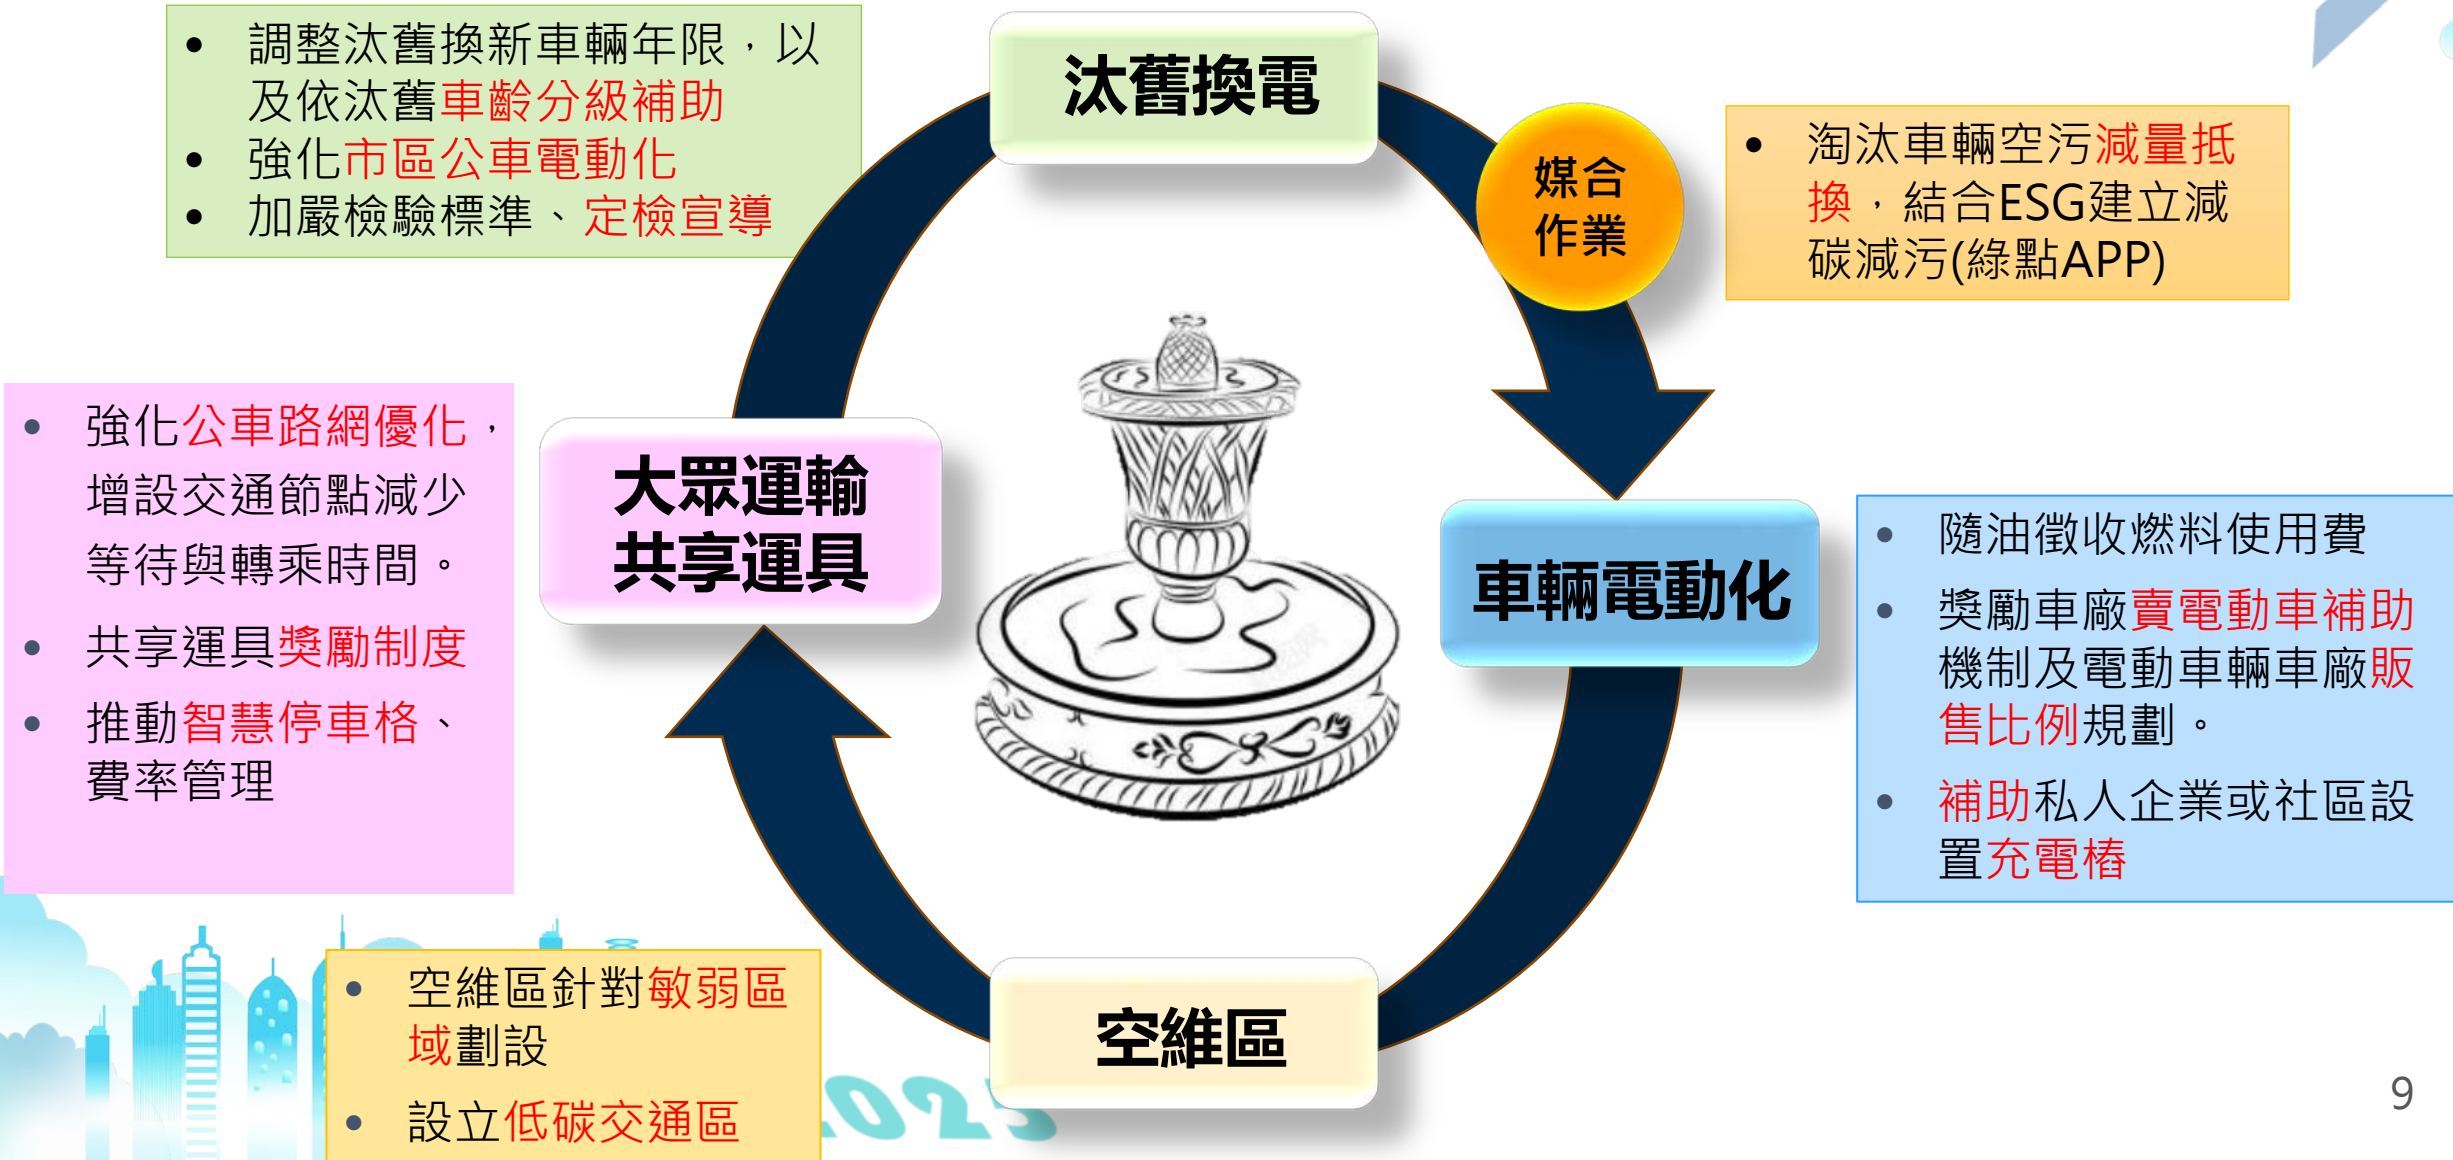 • 調整汰舊換新車輛年限，以
及依汰舊車齡分級補助
• 強化市區公車電動化
• 加嚴檢驗標準、定檢宣導
汰舊換電
媒合
作業
• 淘汰車輛空污減量抵
換，結合ESG建立減
碳減污(綠點APP)
• 強化公車路網優化，
增設交通節點減少
等待與轉乘時間。
• 共享運具獎勵制度
• 推動智慧停車格、
費率管理
大眾運輸
共享運具
車輛電動化
• 隨油徵收燃料使用費
• 獎勵車廠賣電動車補助
機制及電動車輛車廠販
售比例規劃。
• 補助私人企業或社區設
置充電樁
• 空維區針對敏弱區
域劃設
• 設立低碳交通區
空維區
9